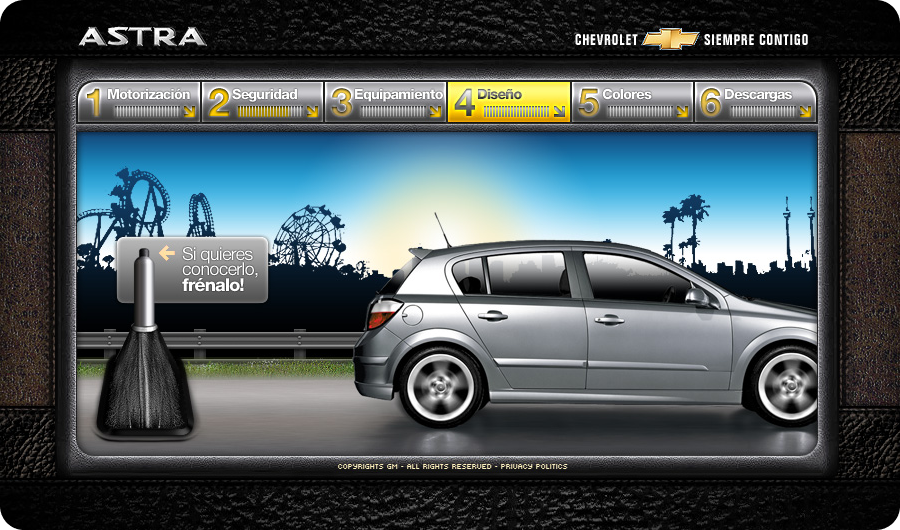 ASTRA
CHEVROLET SIEMPRE CONTIGO
1 Motorización
2 Seguridad
3 Equipamiento
4 Diseño
5 Colores
6 Descargas
Si quieres
conocerlo,
frénalo!
COPYRIGHTS GM - ALL RIGHTS RESERVED - PRIVACY POLITICS